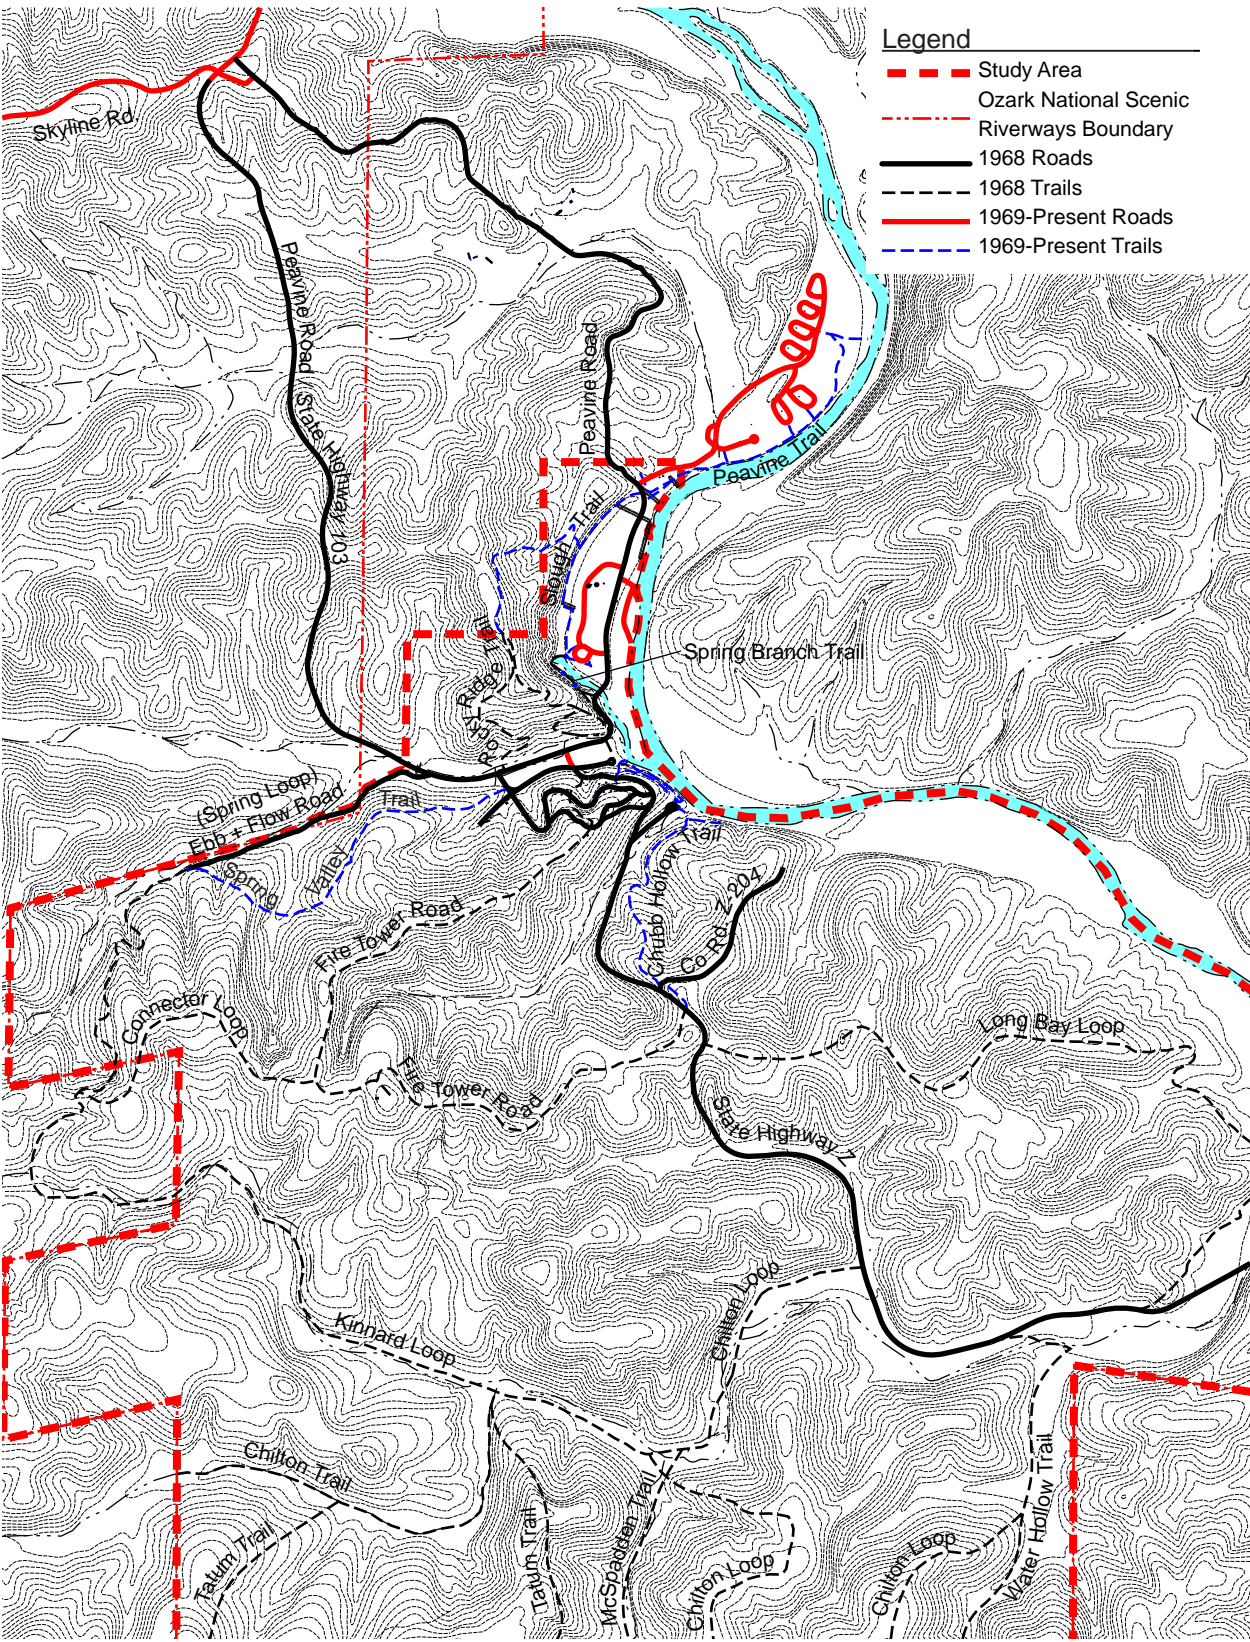 Legend
Study Area
Ozark National Scenic
Riverways Boundary
1968 Roads
1968 Trails
1969-Present Roads
1969-Present Trails
Skyline Rd.
Peavine Road / State Highway 103
Peavine Road
Peavine Trail
Slough Trail
Spring Branch Trail
Rocky Ridge Trail
(Spring Loop)
Ebb + Flow Road
Spring Valley Trail
Chubb Hollow Trail
Co Rd. Z-204
Fire Tower Road
Connector Loop
Long Bay Loop
Fire Tower Road
State Highway Z
Chilton Loop
Kinnard Loop
Chilton Trail
Tatum Trail
Tatum Trail
McSpadden Trail
Chilton Loop
Chilton Loop
Water Hollow Trail